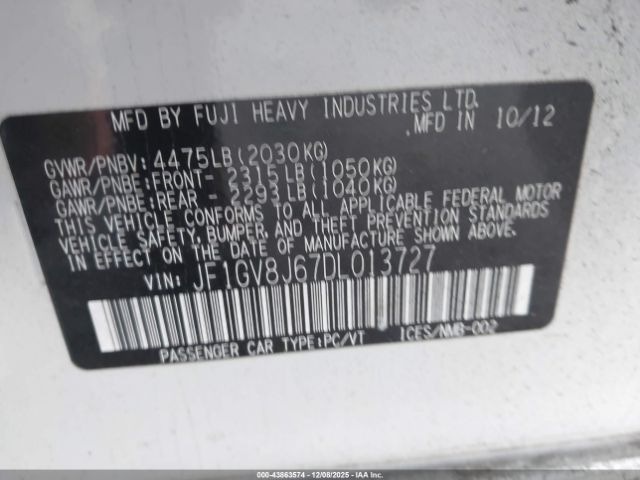 MFD BY FUJI HEAVY INDUSTRIES LTD.
MFD IN 10/12
GVWR/PNBV: 4475LB(2030KG)
GAWR/PNBE:FRONT- 2315LB(1050KG)
GAWR/PNBE:REAR - 2293LB(1040KG)
THIS VEHICLE CONFORMS TO ALL APPLICABLE FEDERAL MOTOR
VEHICLE SAFETY, BUMPER, AND THEFT PREVENTION STANDARDS
IN EFFECT ON THE DATE OF MANUFACTURE SHOWN ABOVE.
VIN: JF1GV8J67DL013727
PASSENGER CAR TYPE:PC/VT ICES/NMB-002
000-43863574 | 12/08/2025 - IAA Inc.